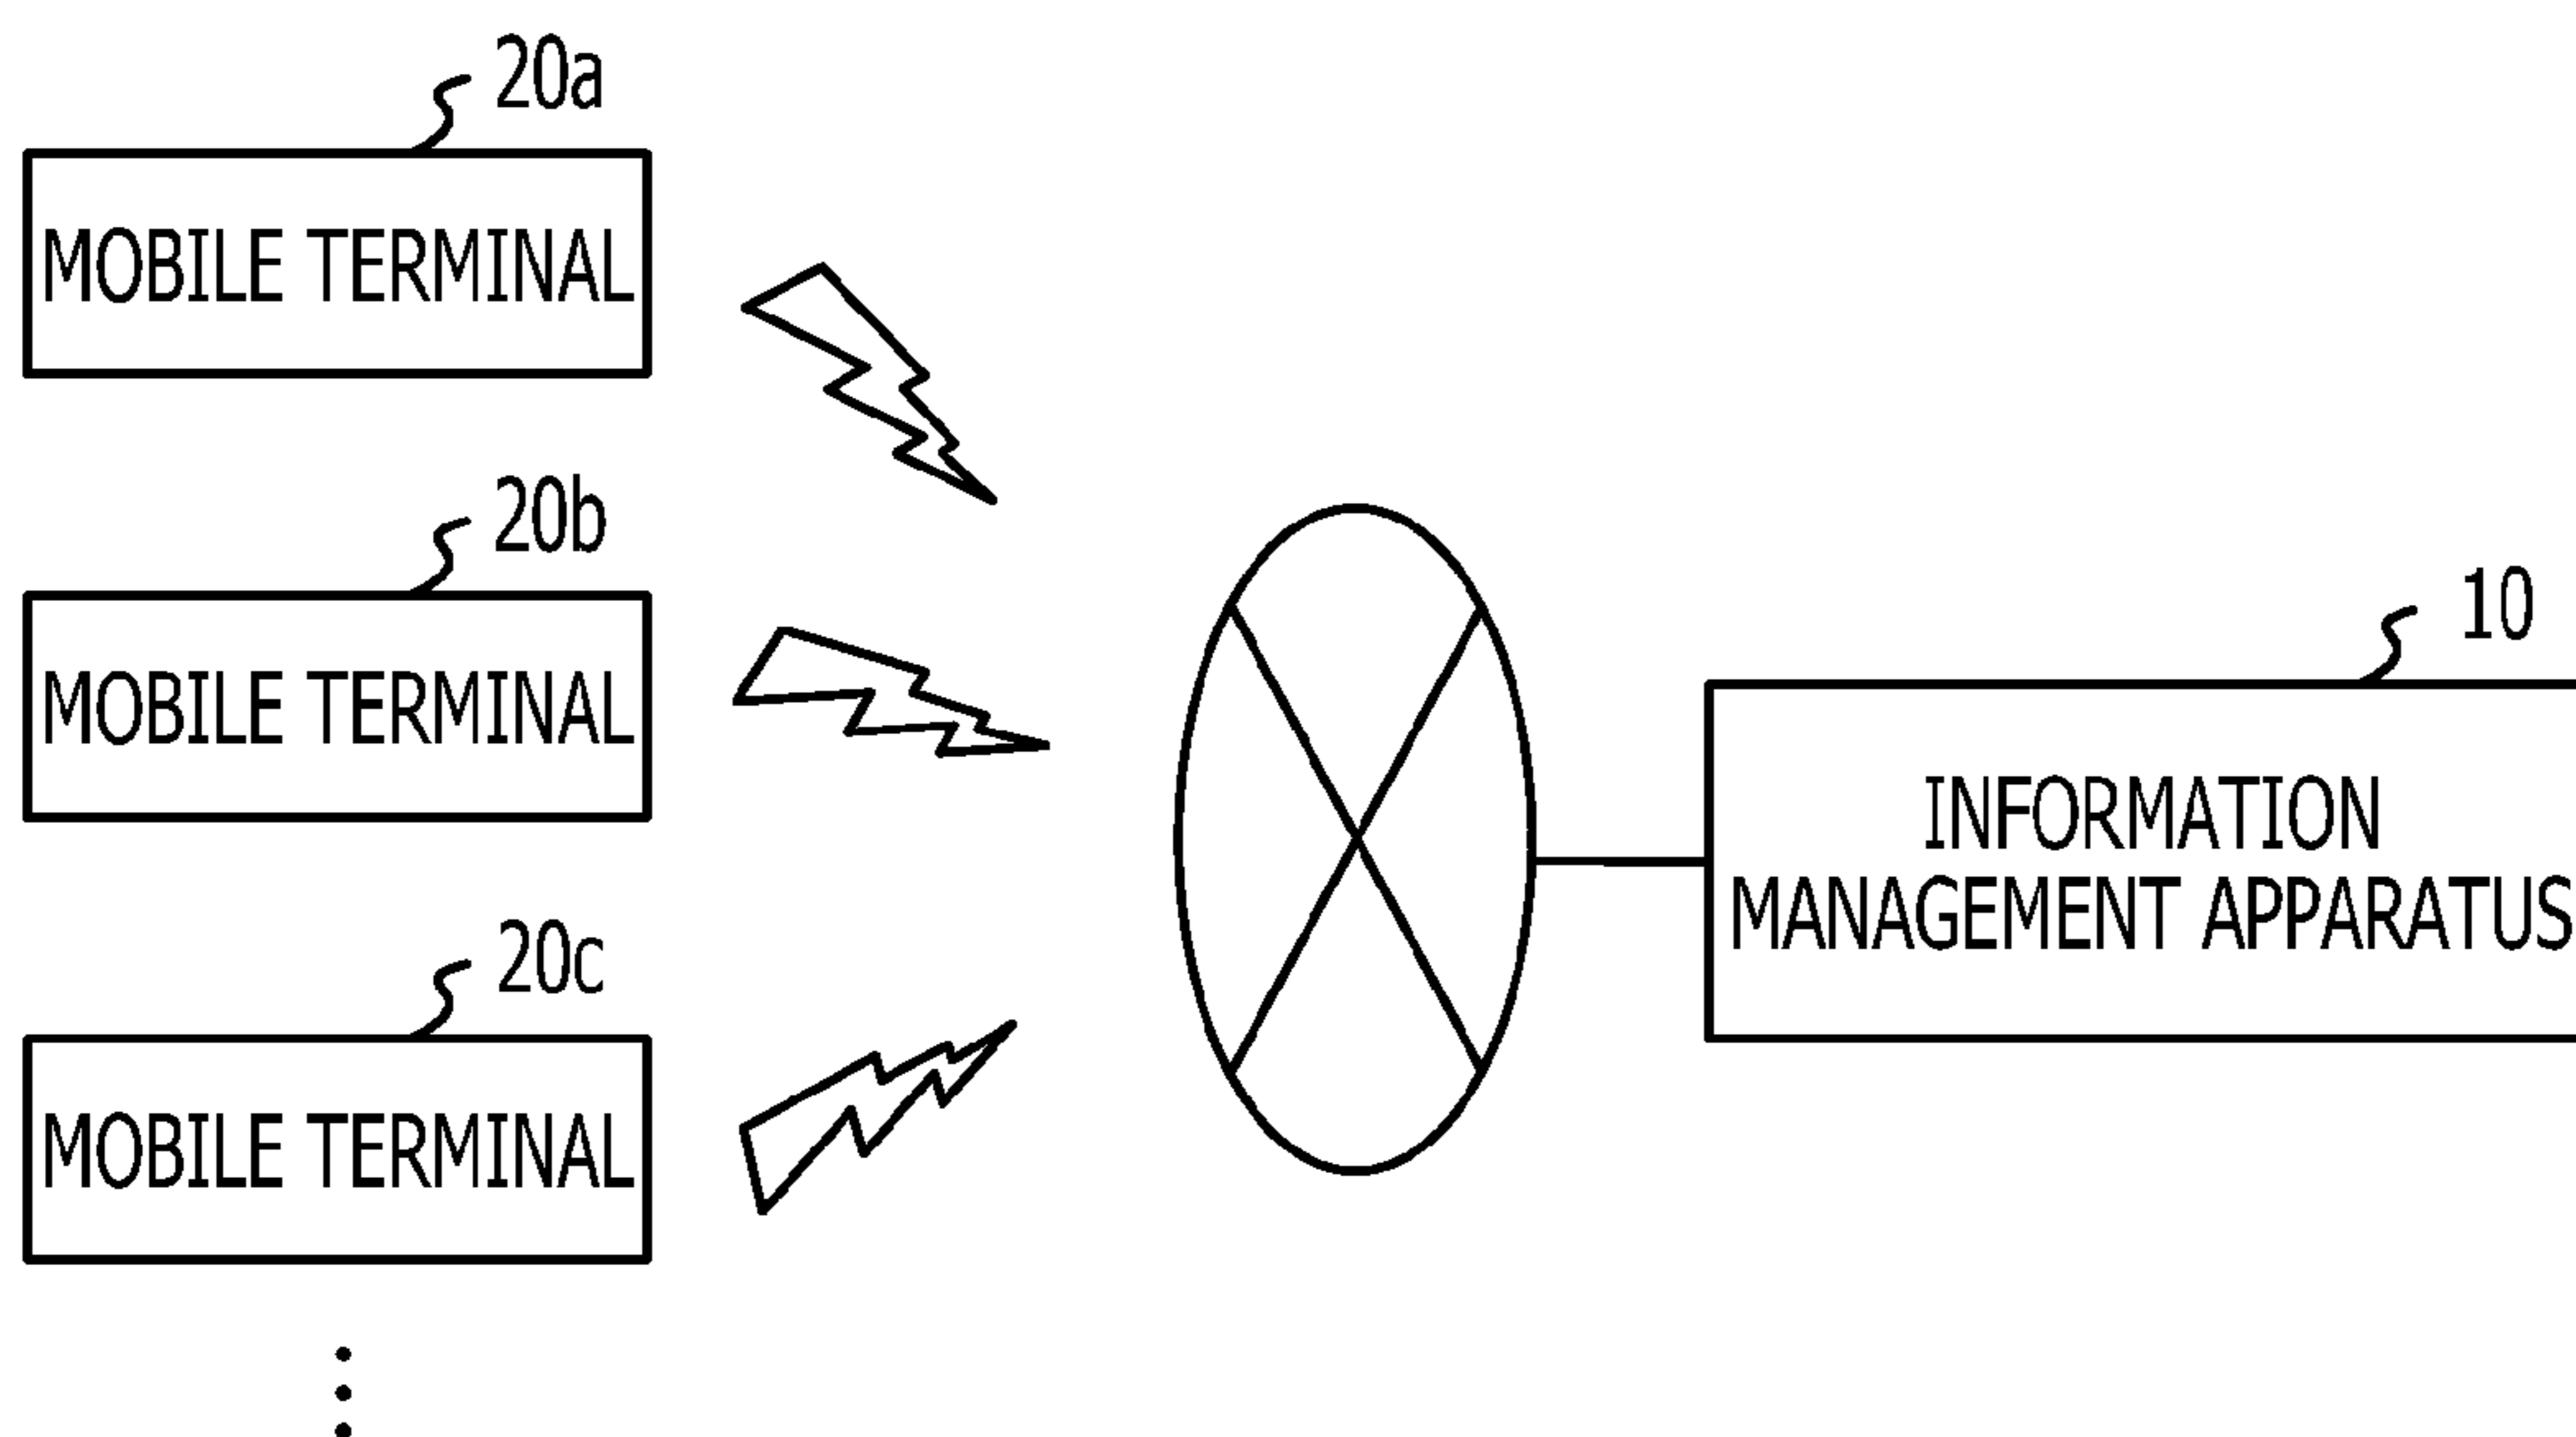 20a
MOBILE TERMINAL
20b
MOBILE TERMINAL
10
INFORMATION
MANAGEMENT APPARATUS
20c
MOBILE TERMINAL